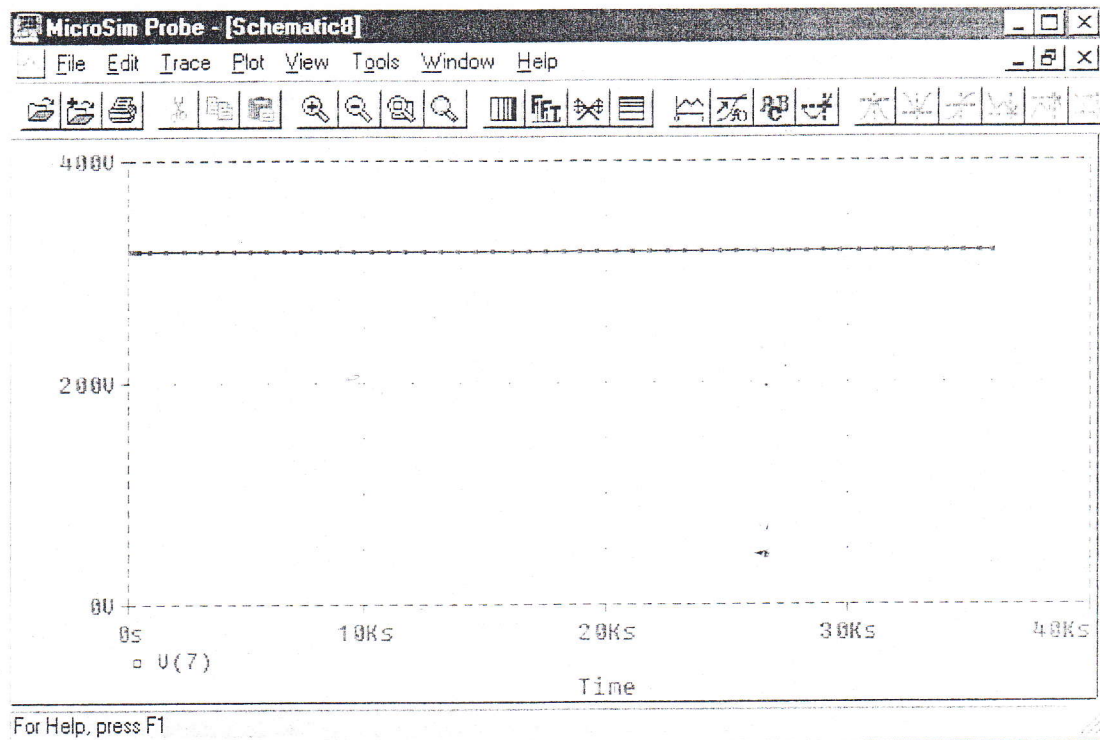 MicroSim Probe - [Schematic8]
File Edit Trace Plot View Tools Window Help
400V
200V
0V
0s 10Ks 20Ks 30Ks 40Ks
V(7)
Time
For Help, press F1